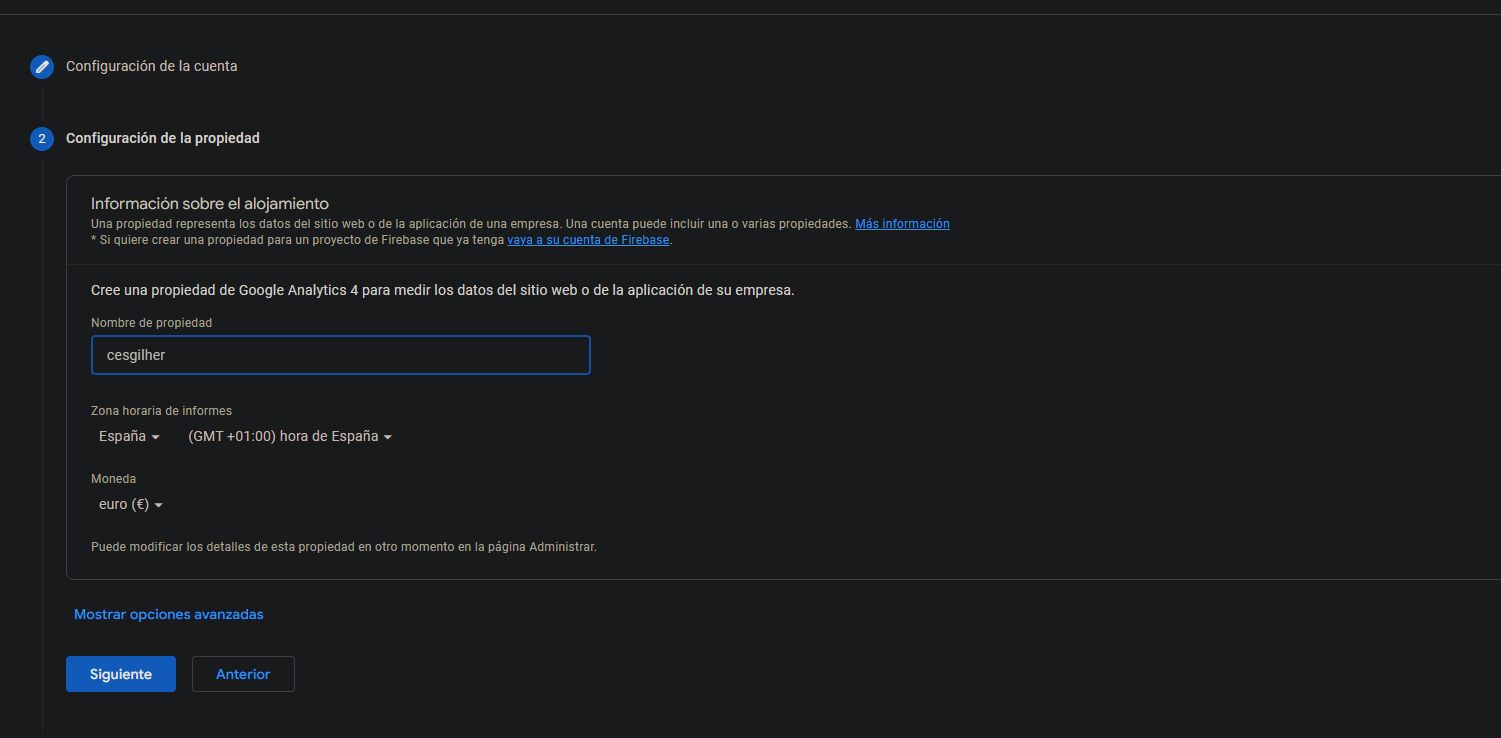 Configuración de la cuenta
2 Configuración de la propiedad
Información sobre el alojamiento
Una propiedad representa los datos del sitio web o de la aplicación de una empresa. Una cuenta puede incluir una o varias propiedades. Más información
* Si quiere crear una propiedad para un proyecto de Firebase que ya tenga vaya a su cuenta de Firebase.
Cree una propiedad de Google Analytics 4 para medir los datos del sitio web o de la aplicación de su empresa.
Nombre de propiedad
cesgilher
Zona horaria de informes
España (GMT +01:00) hora de España
Moneda
euro (€)
Puede modificar los detalles de esta propiedad en otro momento en la página Administrar.
Mostrar opciones avanzadas
Siguiente Anterior